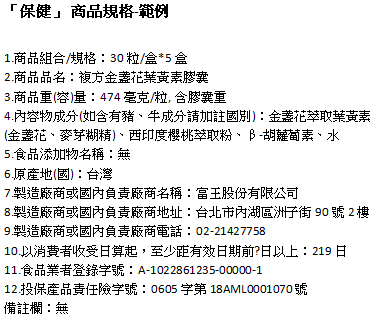 「保健」 商品規格-範例
1.商品組合/規格：30 粒/盒*5 盒
2.商品品名：複方金盞花葉黃素膠囊
3.商品重(容)量：474 毫克/粒, 含膠囊重
4.內容物成分(如含有豬、牛成分請加註國別)：金盞花萃取葉黃素
(金盞花、麥芽糊精)、西印度櫻桃萃取粉、β-胡蘿蔔素、水
5.食品添加物名稱：無
6.原產地(國)：台灣
7.製造廠商或國內負責廠商名稱：富王股份有限公司
8.製造廠商或國內負責廠商地址：台北市內湖區洲子街 90 號 2 樓
9.製造廠商或國內負責廠商電話：02-21427758
10.以消費者收受日算起，至少距有效日期前?日以上：219 日
11.食品業者登錄字號：A-1022861235-00000-1
12.投保產品責任險字號：0605 字第 18AML0001070 號
備註欄：無